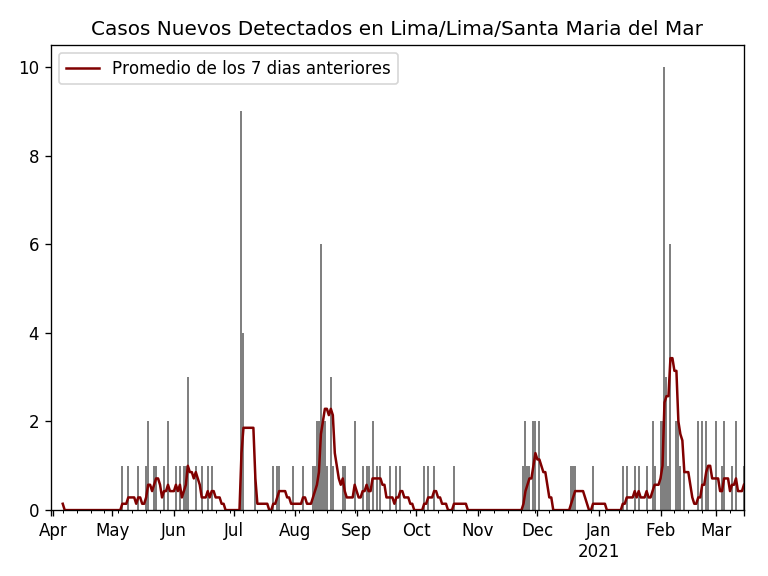 Casos Nuevos Detectados en Lima/Lima/Santa Maria del Mar
Promedio de los 7 dias anteriores
10
8
6
4
2
0
Apr May Jun Jul Aug Sep Oct Nov Dec Jan Feb Mar
2021